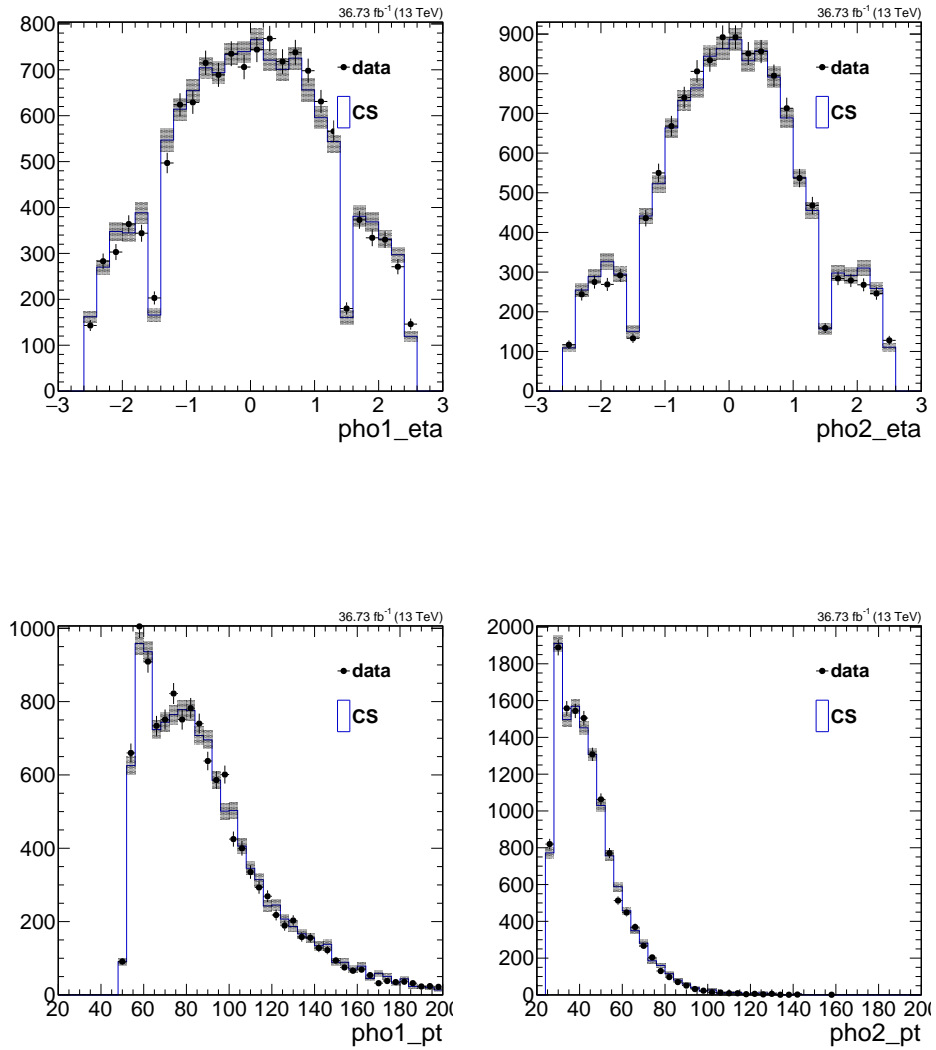 36.73 fb⁻¹ (13 TeV)
800
700
600
500
400
300
200
100
0
data
CS
−3 −2 −1 0 1 2 3
pho1_eta
36.73 fb⁻¹ (13 TeV)
900
800
700
600
500
400
300
200
100
0
data
CS
−3 −2 −1 0 1 2 3
pho2_eta
36.73 fb⁻¹ (13 TeV)
1000
800
600
400
200
0
data
CS
20 40 60 80 100 120 140 160 180 200
pho1_pt
36.73 fb⁻¹ (13 TeV)
2000
1800
1600
1400
1200
1000
800
600
400
200
0
data
CS
20 40 60 80 100 120 140 160 180 200
pho2_pt